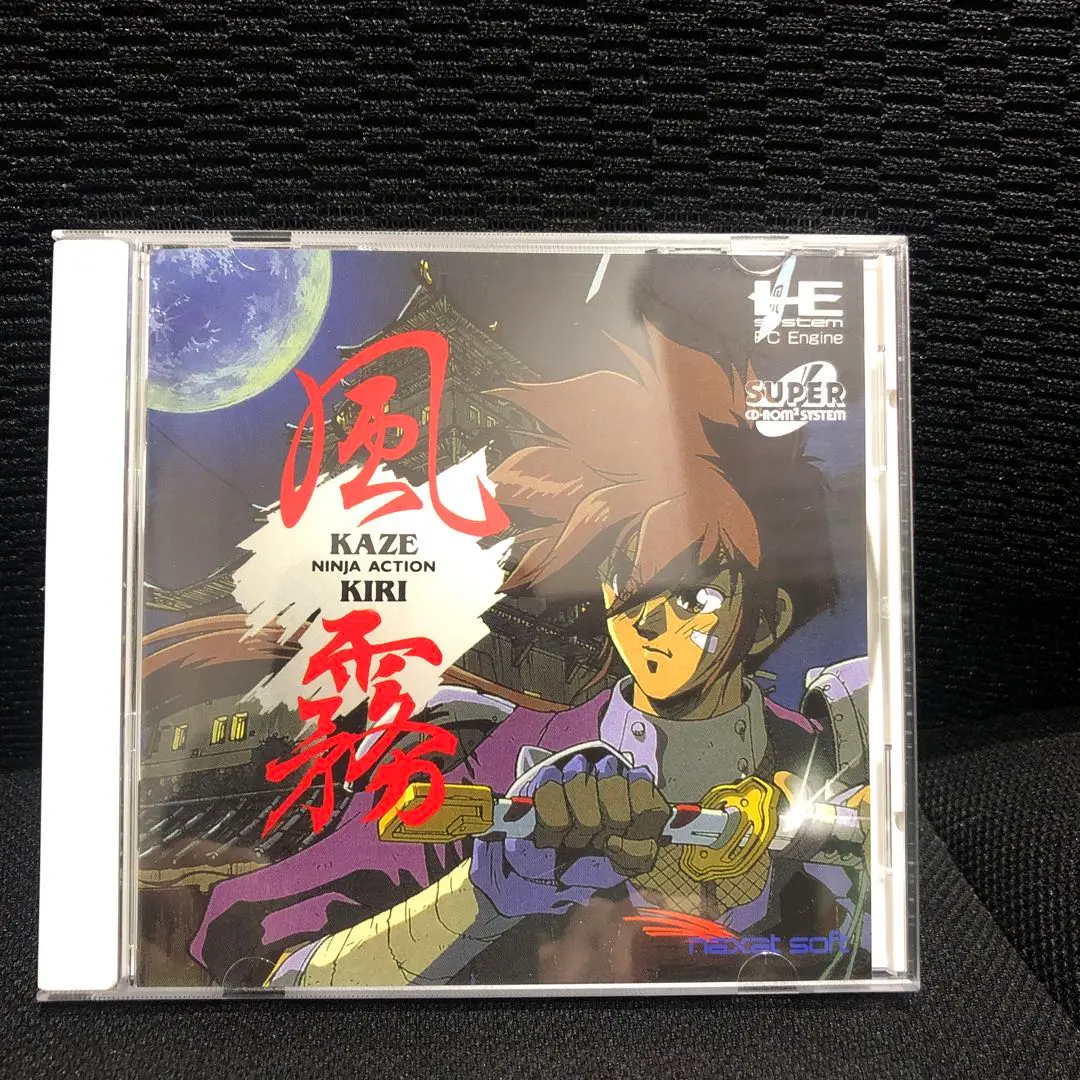 風
KAZE
NINJA ACTION
KIRI
霧
HE
system
PC Engine
SUPER
CD-ROM² SYSTEM
naxat soft